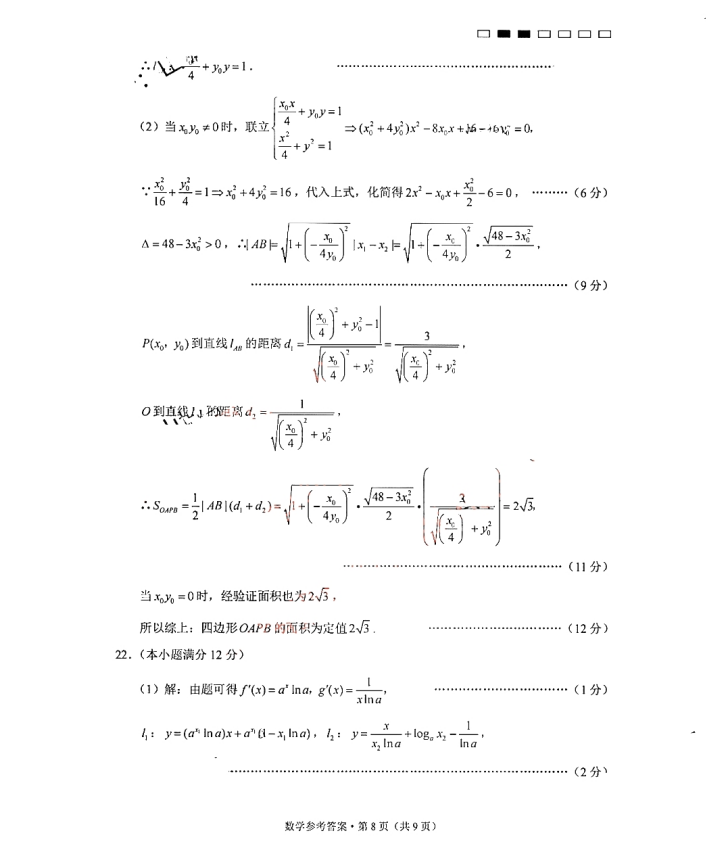 ∴ l x₀x/4 + y₀y = 1. ……
(2) 当 x₀y₀ ≠ 0 时，联立 { x₀x/4 + y₀y = 1, x²/4 + y² = 1 ⇒ (x₀² + 4y₀²)x² − 8x₀x + 16 − 16y₀² = 0,
∵ x₀²/16 + y₀²/4 = 1 ⇒ x₀² + 4y₀² = 16，代入上式，化简得 2x² − x₀x + x₀²/2 − 6 = 0， ………（6 分）
Δ = 48 − 3x₀² > 0，∴| AB |= √(1 + (−x₀/(4y₀))²) | x₁ − x₂ |= √(1 + (−x₀/(4y₀))²) · √(48 − 3x₀²)/2，
……（9 分）
P(x₀, y₀) 到直线 l_AB 的距离 d₁ = |(x₀/4)² + y₀² − 1| / √((x₀/4)² + y₀²) = 3 / √((x₀/4)² + y₀²)，
O 到直线 l 的距离 d₂ = 1 / √((x₀/4)² + y₀²)，
∴ S_OAPB = 1/2 | AB | (d₁ + d₂) = √(1 + (−x₀/(4y₀))²) · √(48 − 3x₀²)/2 · ( / √((x₀/4)² + y₀²)) = 2√3,
……（11 分）
当 x₀y₀ = 0 时，经验证面积也为 2√3，
所以综上：四边形OAPB 的面积为定值 2√3. ……（12 分）
22.（本小题满分 12 分）
(1) 解：由题可得 f′(x) = aˣ ln a, g′(x) = 1/(x ln a), ……（1 分）
l₁： y = (a^x₁ ln a)x + a^x₁ (1 − x₁ ln a)，l₂： y = x/(x₂ ln a) + logₐ x₂ − 1/ln a，
……（2 分）
数学参考答案·第 8 页（共 9 页）